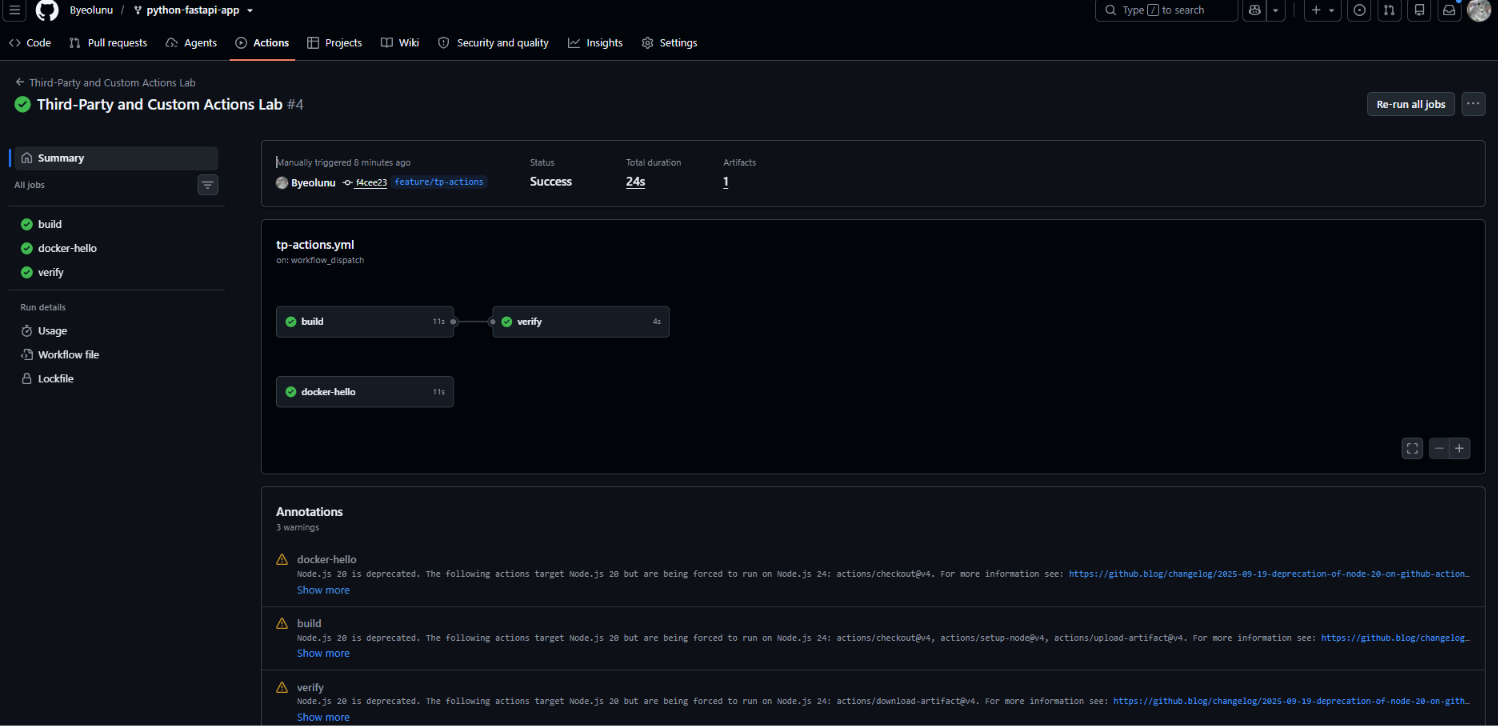 Byeolunu / python-fastapi-app
Type / to search
Code Pull requests Agents Actions Projects Wiki Security and quality Insights Settings
Third-Party and Custom Actions Lab
Third-Party and Custom Actions Lab #4
Re-run all jobs
Summary
All jobs
build
docker-hello
verify
Run details
Usage
Workflow file
Lockfile
Manually triggered 8 minutes ago
Byeolunu f4cee23 feature/tp-actions
Status
Success
Total duration
24s
Artifacts
1
tp-actions.yml
on: workflow_dispatch
build 11s
verify 4s
docker-hello 11s
Annotations
3 warnings
docker-hello
Node.js 20 is deprecated. The following actions target Node.js 20 but are being forced to run on Node.js 24: actions/checkout@v4. For more information see: https://github.blog/changelog/2025-09-19-deprecation-of-node-20-on-github-action…
Show more
build
Node.js 20 is deprecated. The following actions target Node.js 20 but are being forced to run on Node.js 24: actions/checkout@v4, actions/setup-node@v4, actions/upload-artifact@v4. For more information see: https://github.blog/changelog…
Show more
verify
Node.js 20 is deprecated. The following actions target Node.js 20 but are being forced to run on Node.js 24: actions/download-artifact@v4. For more information see: https://github.blog/changelog/2025-09-19-deprecation-of-node-20-on-gith…
Show more